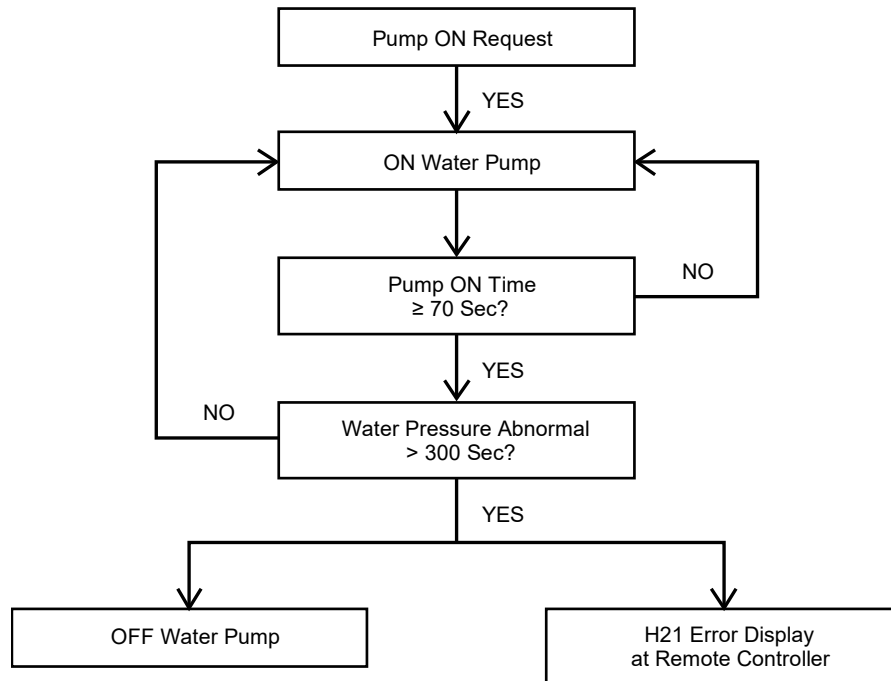 Pump ON Request
YES
ON Water Pump
Pump ON Time
≥ 70 Sec?
NO
YES
Water Pressure Abnormal
> 300 Sec?
NO
YES
OFF Water Pump
H21 Error Display
at Remote Controller